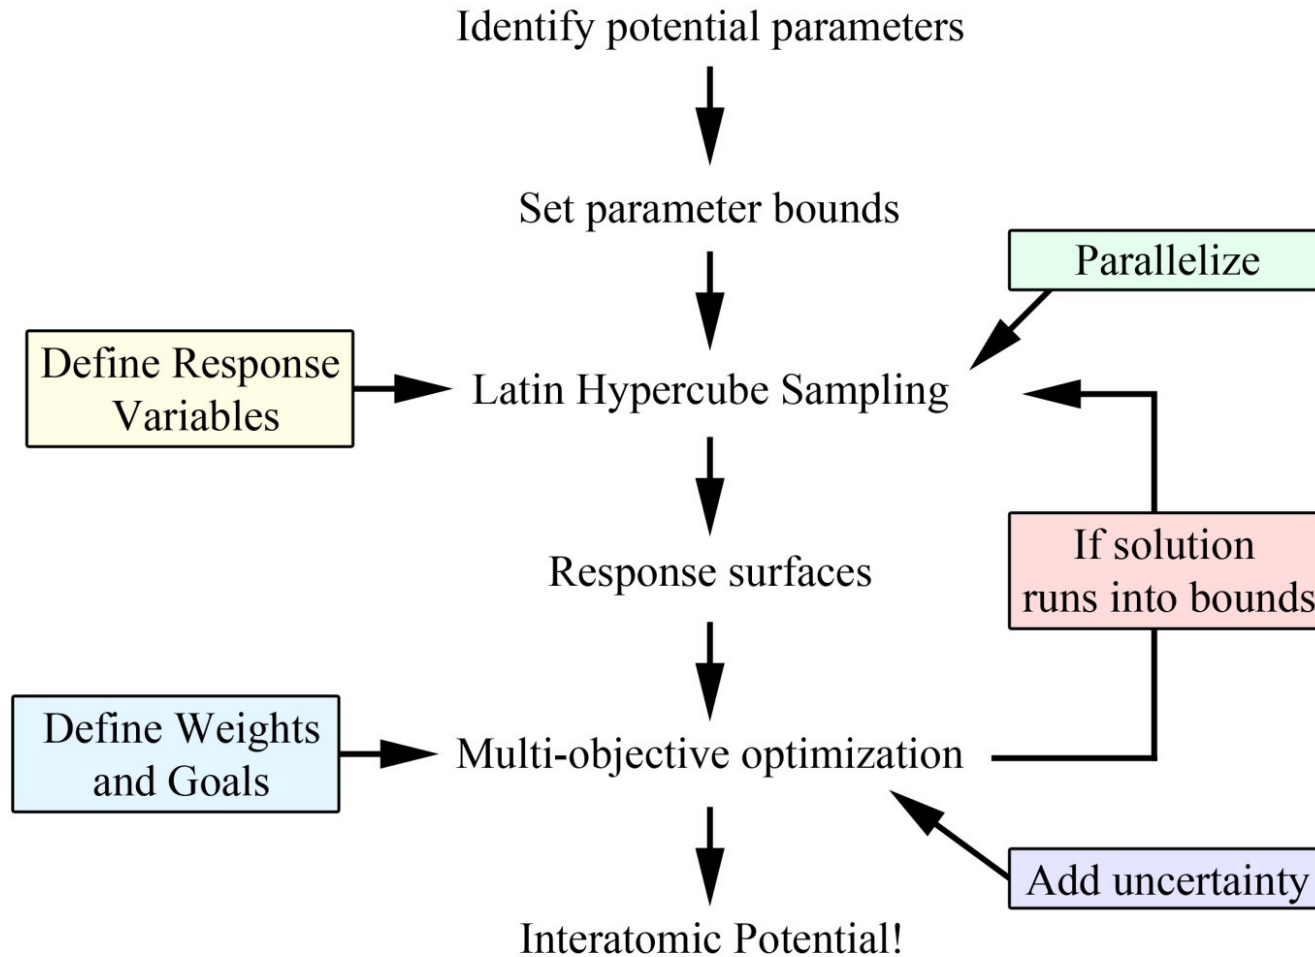 Identify potential parameters
Set parameter bounds
Parallelize
Define Response
Variables
Latin Hypercube Sampling
If solution
runs into bounds
Response surfaces
Define Weights
and Goals
Multi-objective optimization
Add uncertainty
Interatomic Potential!